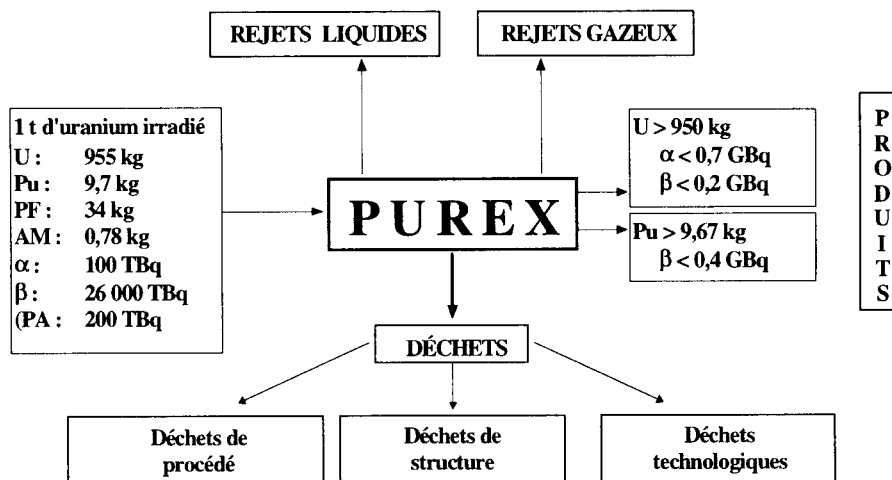 REJETS LIQUIDES
REJETS GAZEUX
1 t d'uranium irradié
U : 955 kg
Pu : 9,7 kg
PF : 34 kg
AM : 0,78 kg
α : 100 TBq
β : 26 000 TBq
(PA : 200 TBq
PUREX
U > 950 kg
α < 0,7 GBq
β < 0,2 GBq
Pu > 9,67 kg
β < 0,4 GBq
PRODUITS
DÉCHETS
Déchets de
procédé
Déchets de
structure
Déchets
technologiques